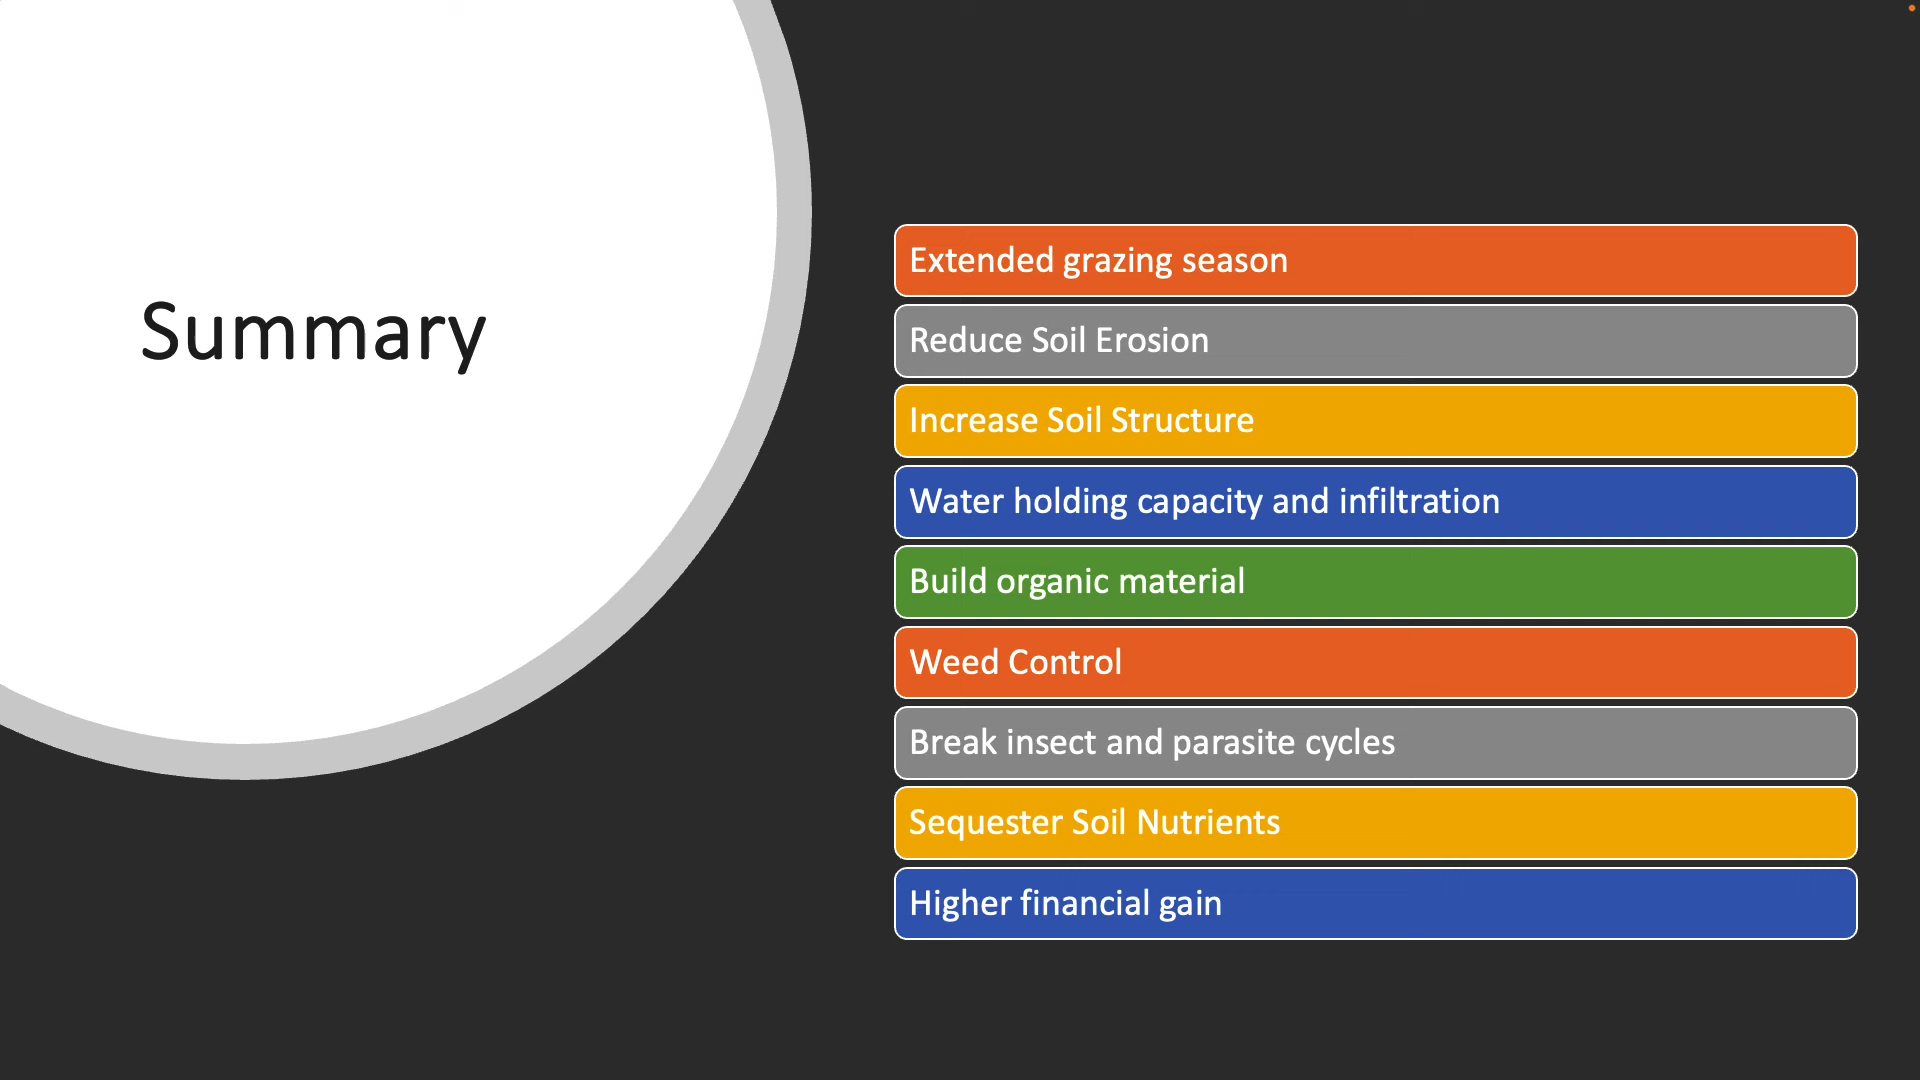 Summary
Extended grazing season
Reduce Soil Erosion
Increase Soil Structure
Water holding capacity and infiltration
Build organic material
Weed Control
Break insect and parasite cycles
Sequester Soil Nutrients
Higher financial gain